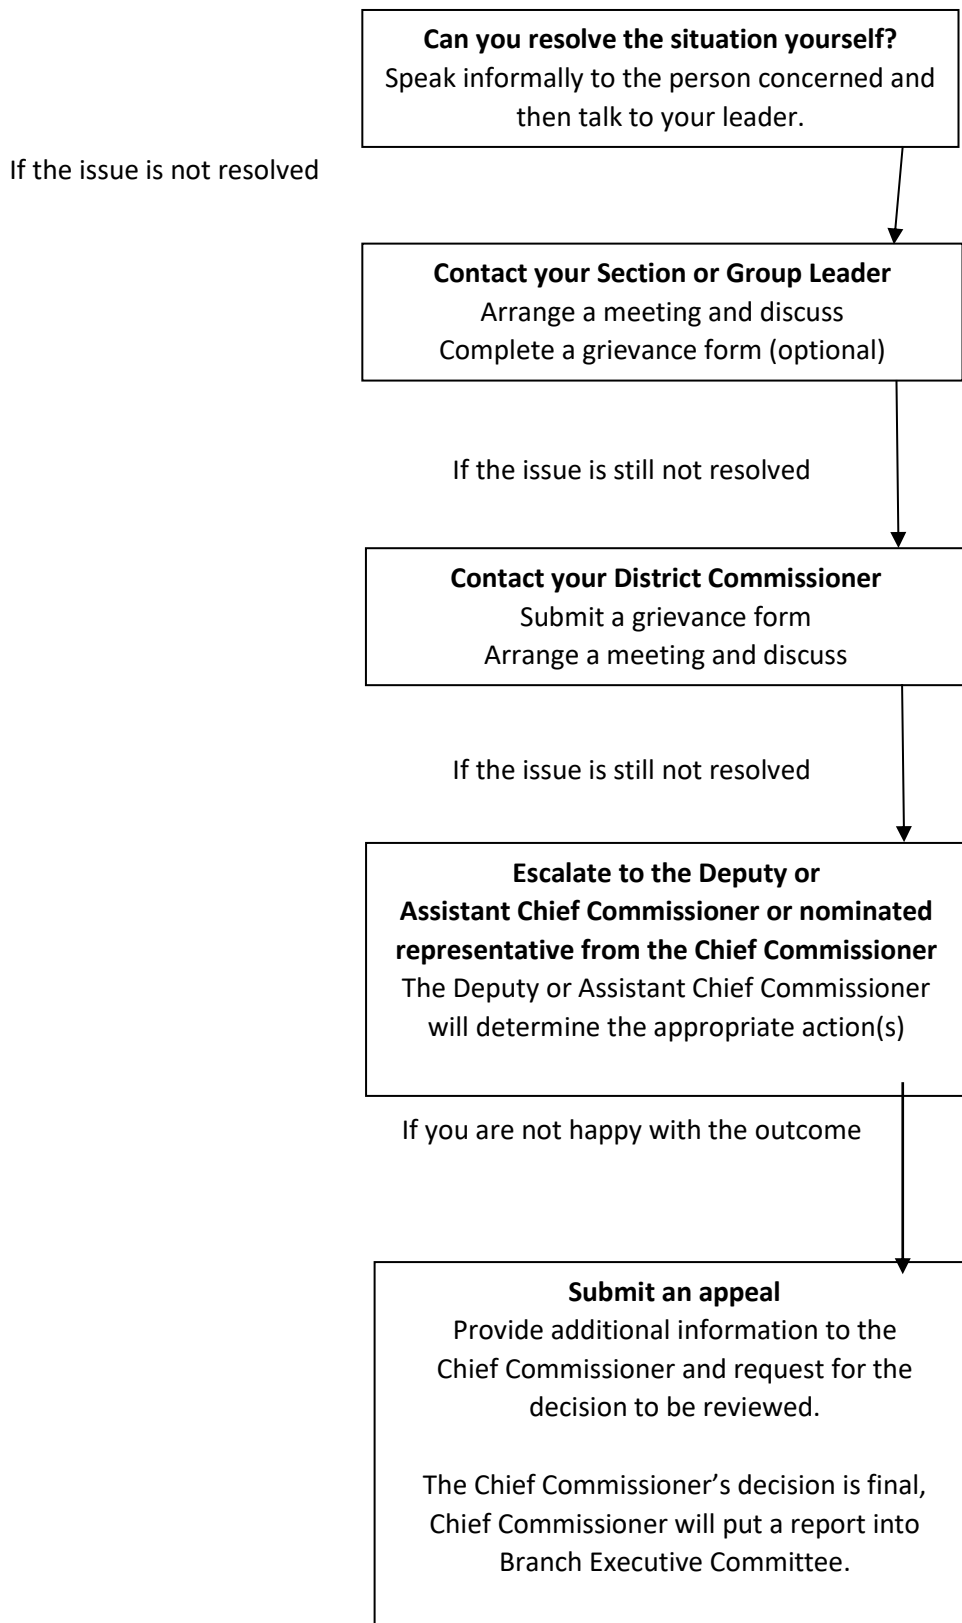 Can you resolve the situation yourself?
Speak informally to the person concerned and
then talk to your leader.
If the issue is not resolved
Contact your Section or Group Leader
Arrange a meeting and discuss
Complete a grievance form (optional)
If the issue is still not resolved
Contact your District Commissioner
Submit a grievance form
Arrange a meeting and discuss
If the issue is still not resolved
Escalate to the Deputy or
Assistant Chief Commissioner or nominated
representative from the Chief Commissioner
The Deputy or Assistant Chief Commissioner
will determine the appropriate action(s)
If you are not happy with the outcome
Submit an appeal
Provide additional information to the
Chief Commissioner and request for the
decision to be reviewed.
The Chief Commissioner’s decision is final,
Chief Commissioner will put a report into
Branch Executive Committee.